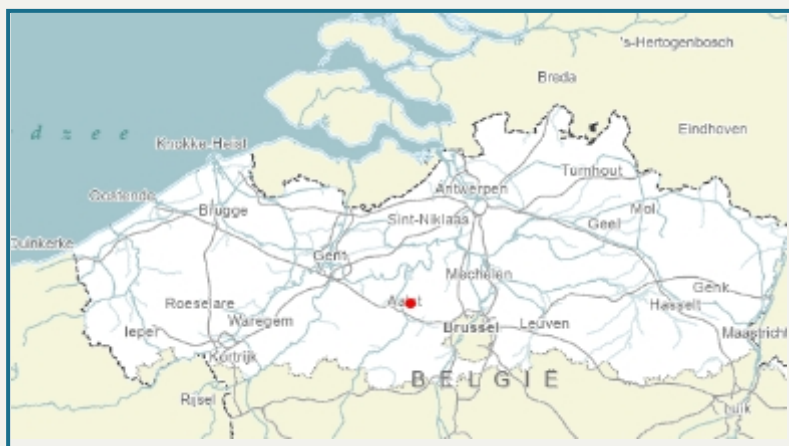 's-Hertogenbosch
Breda
Eindhoven
dzee
Knokke-Heist
Turnhout
Antwerpen
Oostende
Brugge
Sint-Niklaas
Mol
Geel
Duinkerke
Gent
Mechelen
Genk
Roeselare
Aalst
Hasselt
Waregem
Brussel
Leuven
Ieper
Maastricht
Kortrijk
BELGIË
Rijsel
Luik